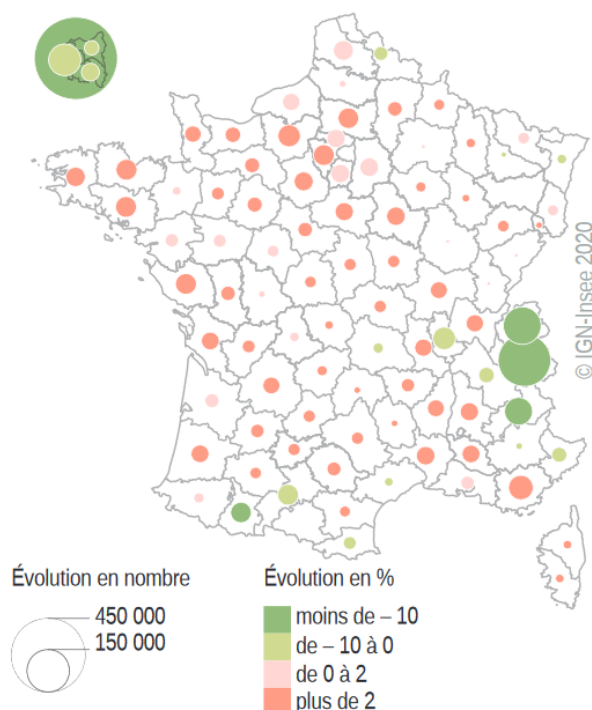 © IGN-Insee 2020
Évolution en nombre
450 000
150 000
Évolution en %
moins de – 10
de – 10 à 0
de 0 à 2
plus de 2